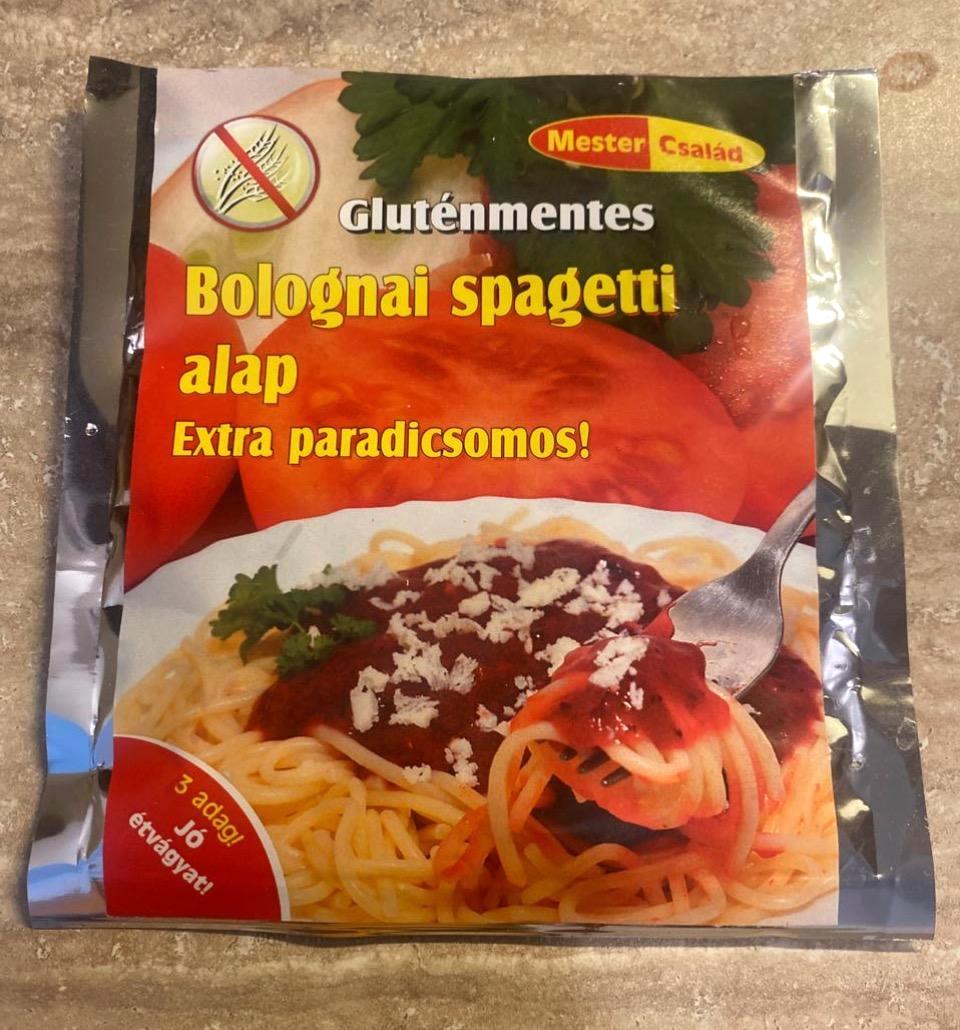 Mester Család
Gluténmentes
Bolognai spagetti
alap
Extra paradicsomos!
3 adag!
Jó
étvágyat!